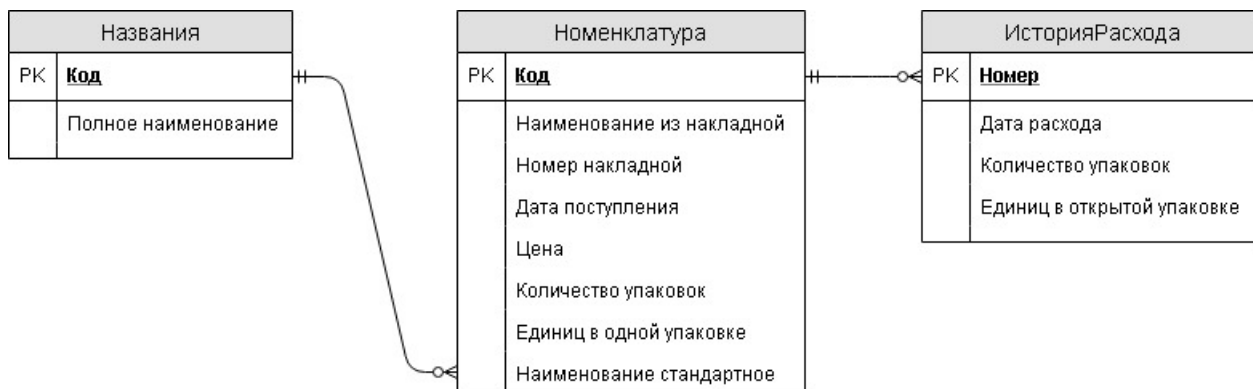 Названия
PK Код
Полное наименование
Номенклатура
PK Код
Наименование из накладной
Номер накладной
Дата поступления
Цена
Количество упаковок
Единиц в одной упаковке
Наименование стандартное
ИсторияРасхода
PK Номер
Дата расхода
Количество упаковок
Единиц в открытой упаковке